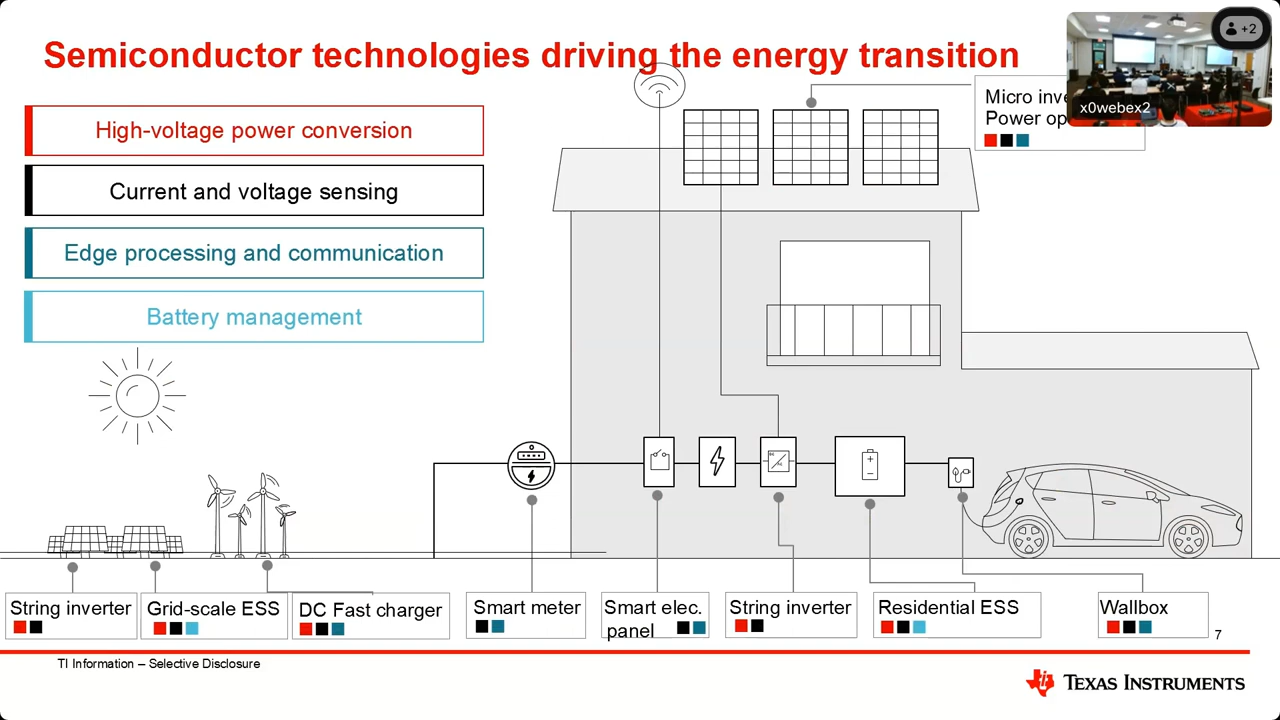 Semiconductor technologies driving the energy transition
+2
x0webex2
High-voltage power conversion
Current and voltage sensing
Edge processing and communication
Battery management
Micro
Power
String inverter
Grid-scale ESS
DC Fast charger
Smart meter
Smart elec.
panel
String inverter
Residential ESS
Wallbox
7
TI Information – Selective Disclosure
TEXAS INSTRUMENTS